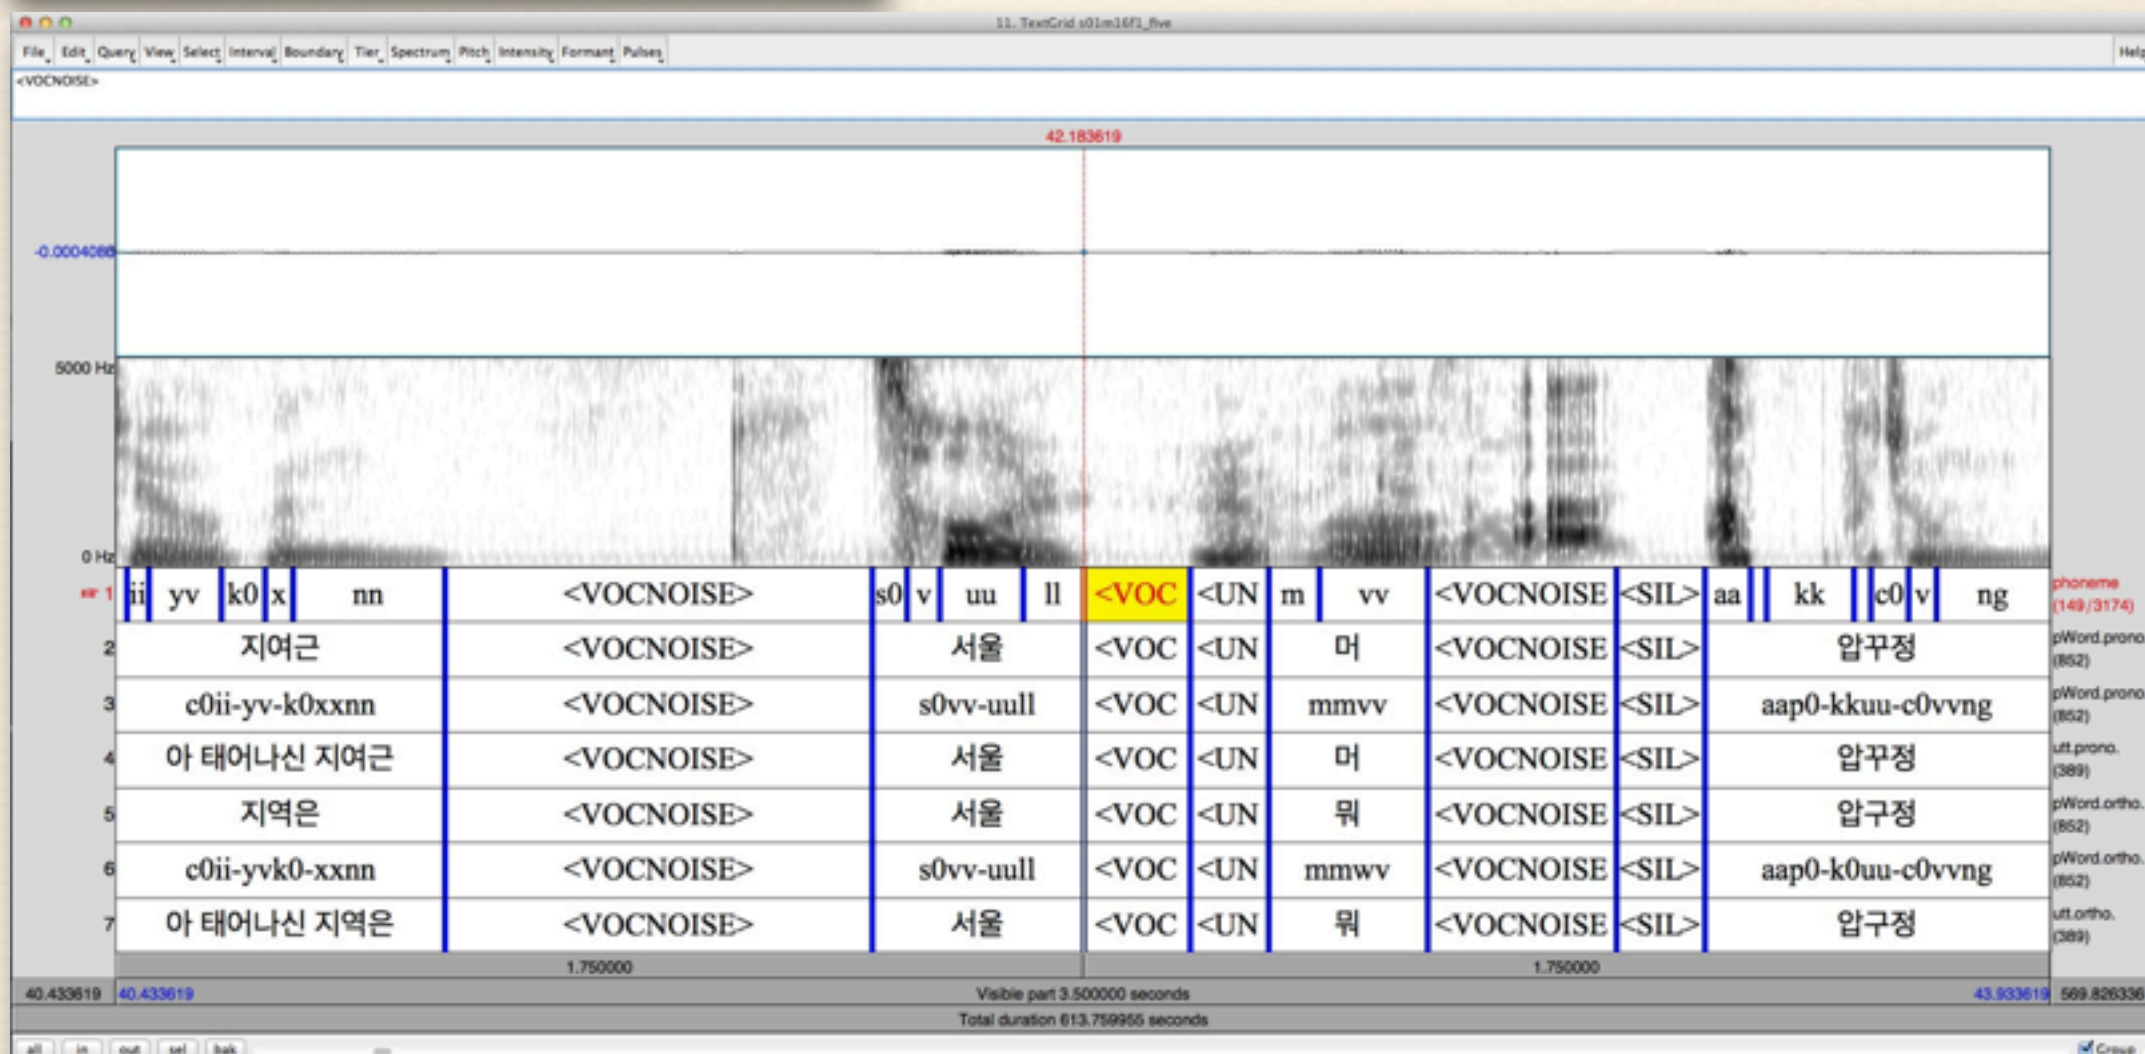 11. TextGrid s01m16f1_five
File Edit Query View Select Interval Boundary Tier Spectrum Pitch Intensity Formant Pulses Help
<VOCNOISE>
42.183619
-0.0004088
5000 Hz
0 Hz
1 ii yv k0 x nn <VOCNOISE> s0 v uu ll <VOC <UN m vv <VOCNOISE <SIL> aa kk c0 v ng phoneme (149/3174)
2 지여근 <VOCNOISE> 서울 <VOC <UN 머 <VOCNOISE <SIL> 압꾸정 pWord.prono. (852)
3 c0ii-yv-k0xxnn <VOCNOISE> s0vv-uull <VOC <UN mmvv <VOCNOISE <SIL> aap0-kkuu-c0vvng pWord.prono. (852)
4 아 태어나신 지여근 <VOCNOISE> 서울 <VOC <UN 머 <VOCNOISE <SIL> 압꾸정 utt.prono. (389)
5 지역은 <VOCNOISE> 서울 <VOC <UN 뭐 <VOCNOISE <SIL> 압구정 pWord.ortho. (852)
6 c0ii-yvk0-xxnn <VOCNOISE> s0vv-uull <VOC <UN mmwv <VOCNOISE <SIL> aap0-k0uu-c0vvng pWord.ortho. (852)
7 아 태어나신 지역은 <VOCNOISE> 서울 <VOC <UN 뭐 <VOCNOISE <SIL> 압구정 utt.ortho. (389)
1.750000 1.750000
40.433619 40.433619 Visible part 3.500000 seconds 43.933619 569.826336
Total duration 613.759955 seconds
all in out sel bak Group